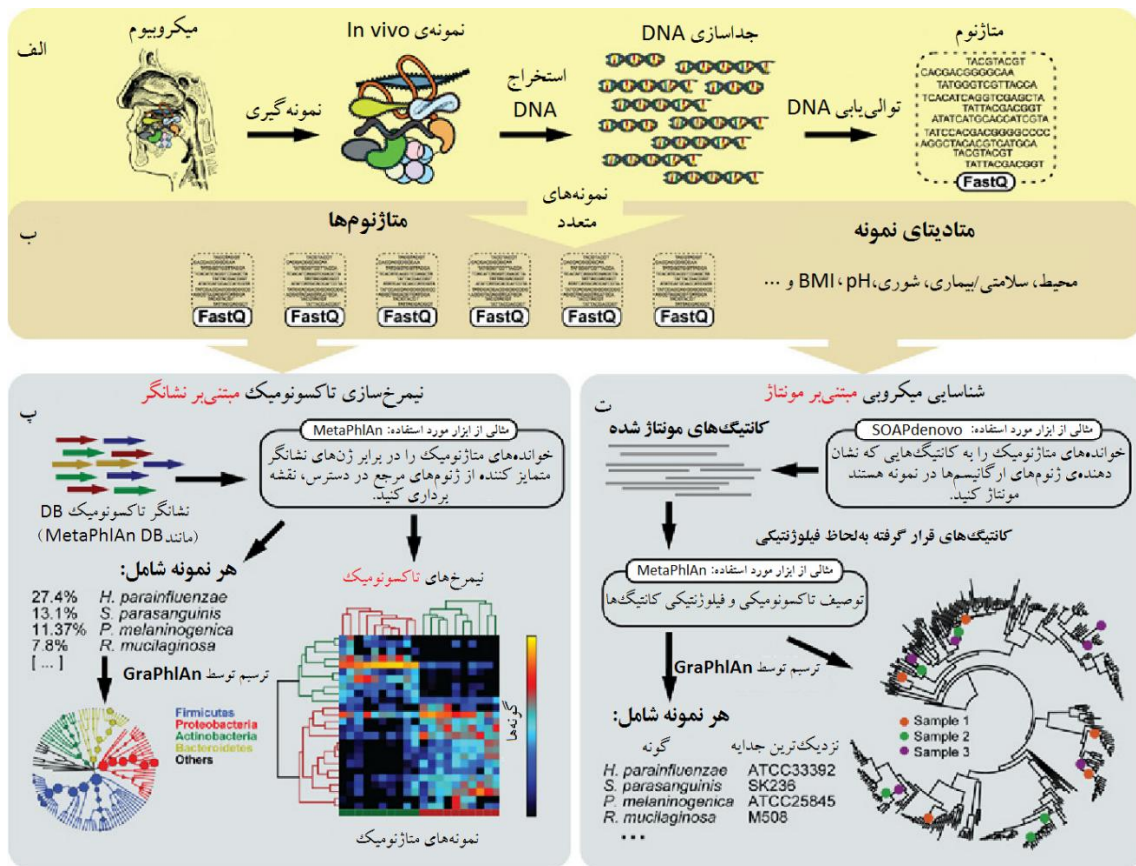 الف
میکروبیوم
نمونه‌ی In vivo
جداسازی DNA
متاژنوم
نمونه‌گیری
استخراج
DNA
توالی‌یابی DNA
TACGTACGT
CACGACGGGGCAA
TATGGGTCGTTACCA
TCACATCAGGTCGAGCTA
TATTACGACGGT
ATATCATGCACCATCGTA
TATCCACGACGGGGCCCC
AGGCTACACGTCATGCA
TACGTACGT
TATTACGACGGT
FastQ
نمونه‌های
متعدد
ب
متاژنوم‌ها
متادیتای نمونه
محیط، سلامتی/بیماری، شوری، BMI ، pH و ...
FastQ
FastQ
FastQ
FastQ
FastQ
FastQ
پ
نیمرخ‌سازی تاکسونومیک مبتنی‌بر نشانگر
مثالی از ابزار مورد استفاده: MetaPhlAn
خوانده‌های متاژنومیک را در برابر ژن‌های نشانگر
متمایز کننده از ژنوم‌های مرجع در دسترس، نقشه
برداری کنید.
نشانگر تاکسونومیک DB
(مانند MetaPhlAn DB)
هر نمونه شامل:
27.4% H. parainfluenzae
13.1% S. parasanguinis
11.37% P. melaninogenica
7.8% R. mucilaginosa
[ ... ]
ترسیم توسط GraPhlAn
Firmicutes
Proteobacteria
Actinobacteria
Bacteroidetes
Others
نیمرخ‌های تاکسونومیک
گونه‌ها
نمونه‌های متاژنومیک
ت
شناسایی میکروبی مبتنی‌بر مونتاژ
کانتیگ‌های مونتاژ شده
مثالی از ابزار مورد استفاده: SOAPdenovo
خوانده‌های متاژنومیک را به کانتیگ‌هایی که نشان
دهنده‌ی ژنوم‌های ارگانیسم‌ها در نمونه هستند
مونتاژ کنید.
کانتیگ‌های قرار گرفته به‌لحاظ فیلوژنتیکی
مثالی از ابزار مورد استفاده: MetaPhlAn
توصیف تاکسونومیکی و فیلوژنتیکی کانتیگ‌ها
ترسیم توسط GraPhlAn
هر نمونه شامل:
گونه نزدیک‌ترین جدایه
H. parainfluenzae ATCC33392
S. parasanguinis SK236
P. melaninogenica ATCC25845
R. mucilaginosa M508
...
Sample 1
Sample 2
Sample 3